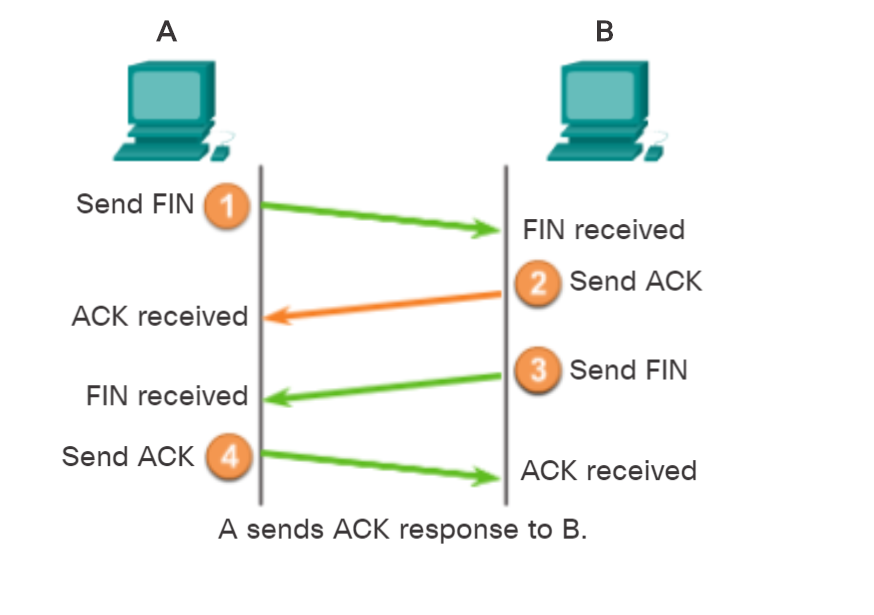 A
B
Send FIN 1
FIN received
2 Send ACK
ACK received
3 Send FIN
FIN received
Send ACK 4
ACK received
A sends ACK response to B.